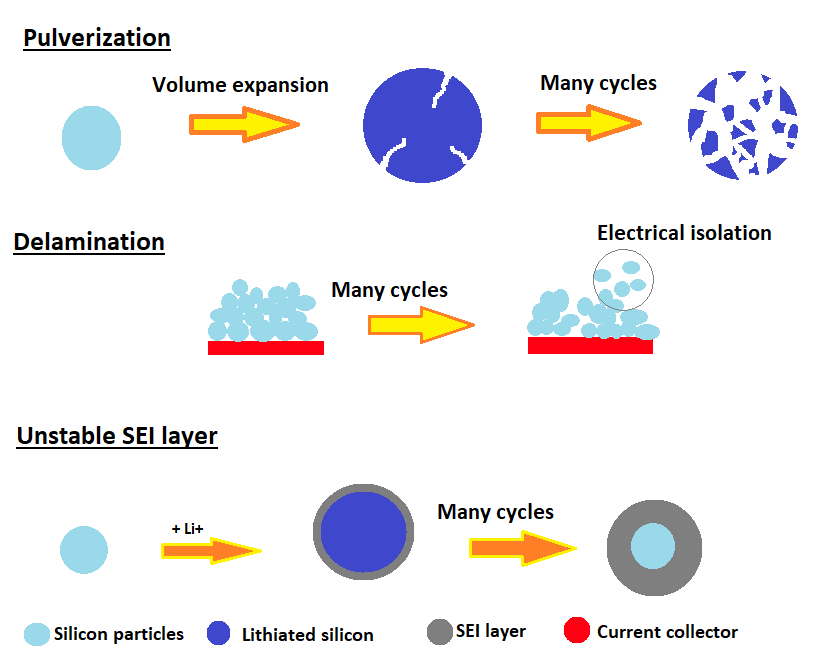 Pulverization
Volume expansion
Many cycles
Delamination
Electrical isolation
Many cycles
Unstable SEI layer
+ Li+
Many cycles
Silicon particles
Lithiated silicon
SEI layer
Current collector